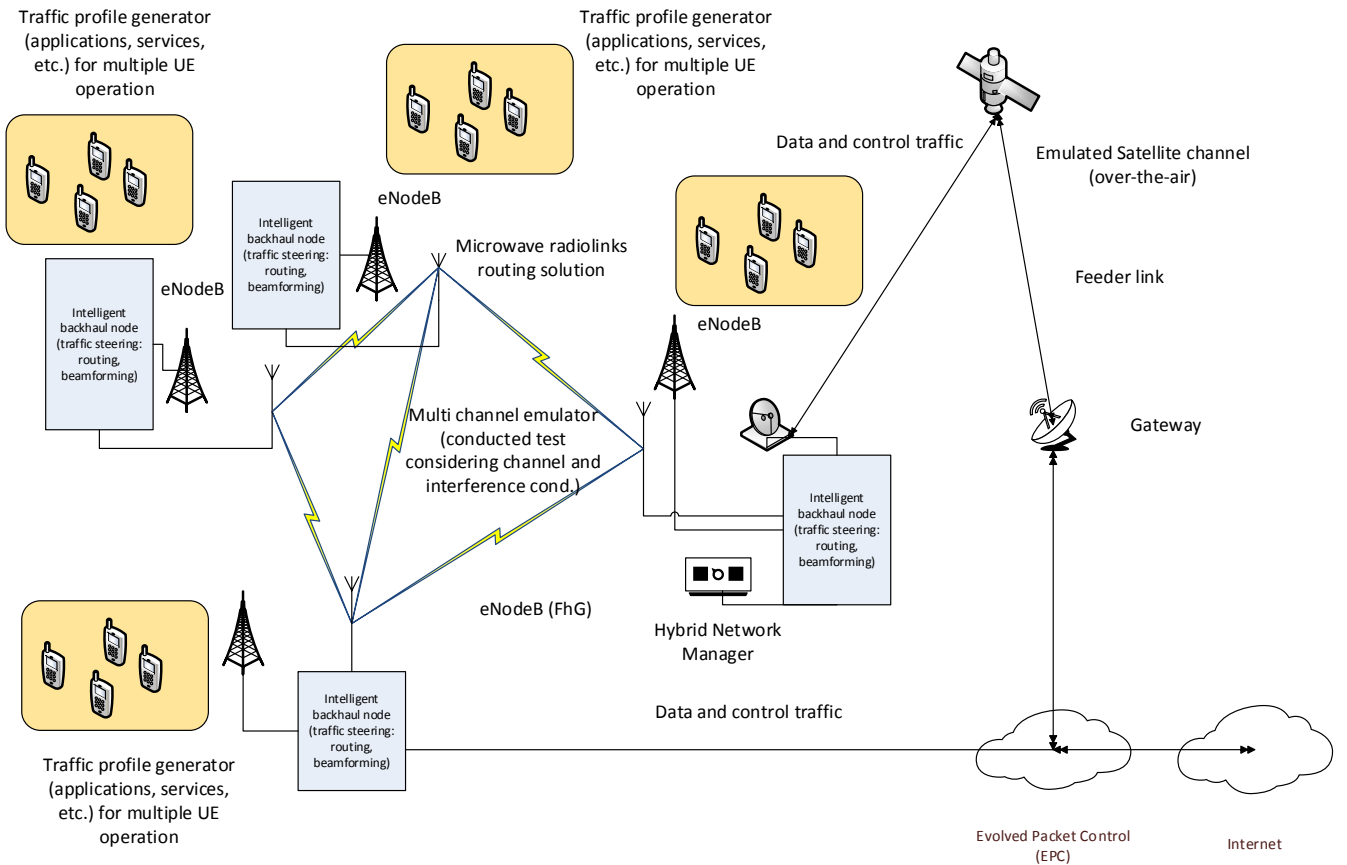 Traffic profile generator
(applications, services,
etc.) for multiple UE
operation
Traffic profile generator
(applications, services,
etc.) for multiple UE
operation
Data and control traffic
Emulated Satellite channel
(over-the-air)
Intelligent
backhaul node
(traffic steering:
routing,
beamforming)
eNodeB
Microwave radiolinks
routing solution
Feeder link
Intelligent
backhaul node
(traffic steering:
routing,
beamforming)
eNodeB
eNodeB
Multi channel emulator
(conducted test
considering channel and
interference cond.)
Gateway
Intelligent
backhaul node
(traffic steering:
routing,
beamforming)
eNodeB (FhG)
Hybrid Network
Manager
Intelligent
backhaul node
(traffic steering:
routing,
beamforming)
Data and control traffic
Traffic profile generator
(applications, services,
etc.) for multiple UE
operation
Evolved Packet Control
(EPC)
Internet